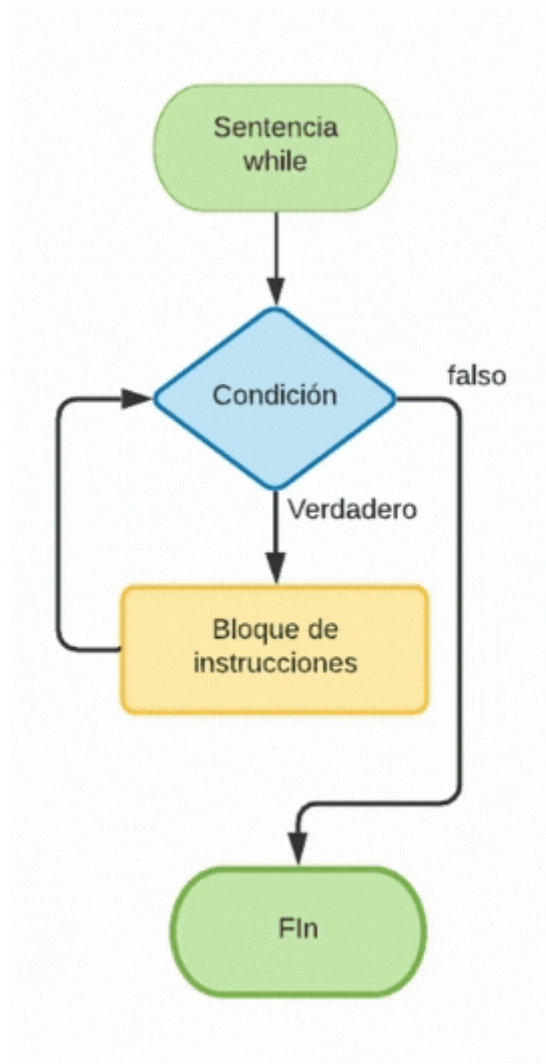 Sentencia
while
Condición
falso
Verdadero
Bloque de
instrucciones
FIn